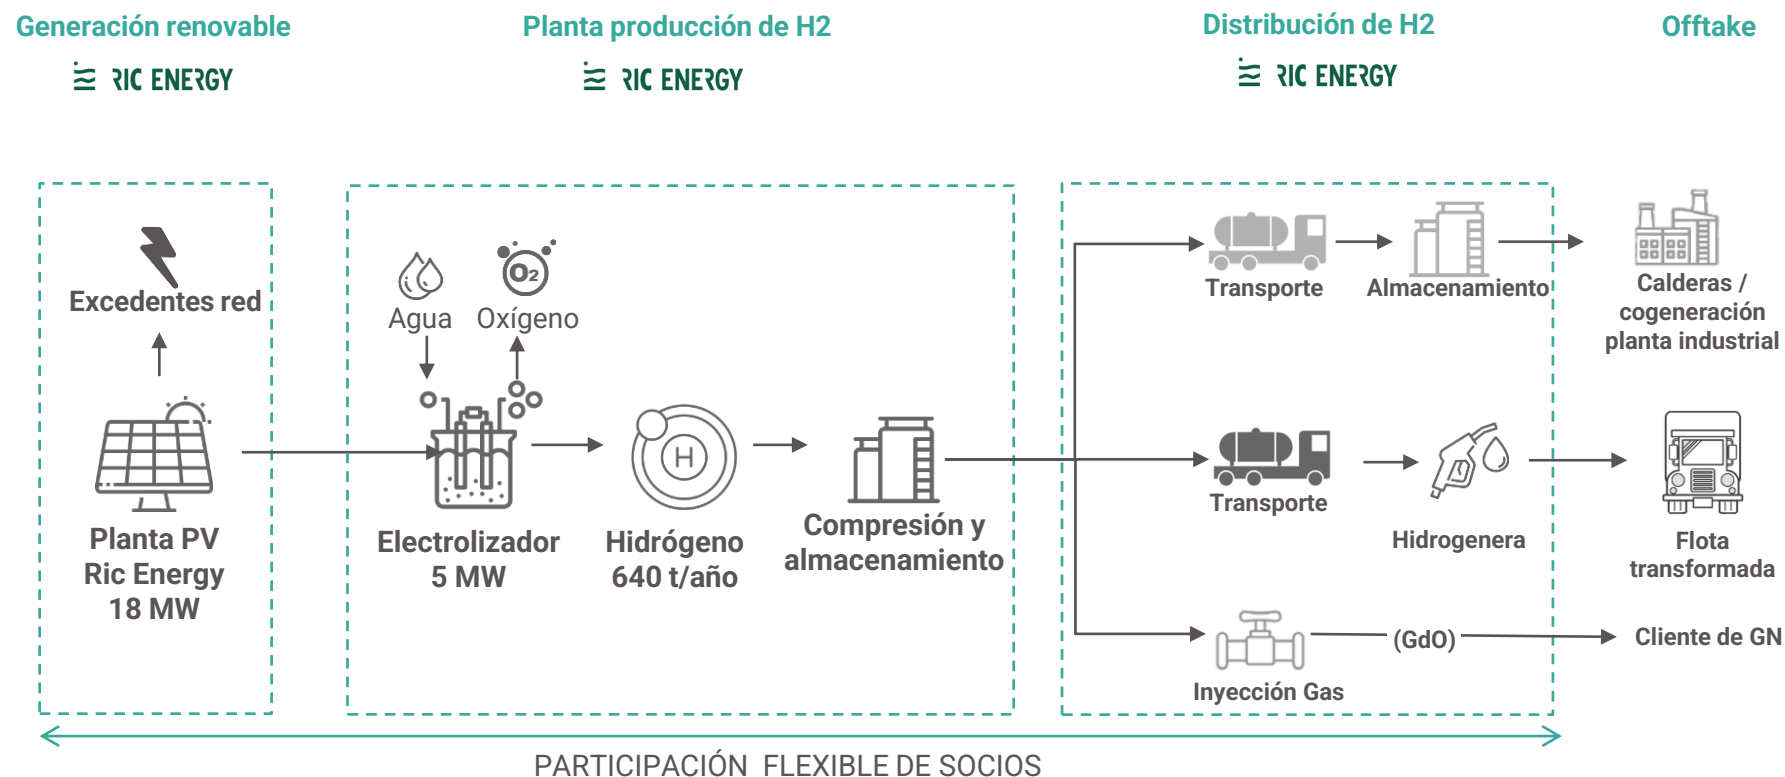 Generación renovable
RIC ENERGY
Planta producción de H2
RIC ENERGY
Distribución de H2
RIC ENERGY
Offtake
Excedentes red
Planta PV
Ric Energy
18 MW
Agua
Oxígeno
O2
Electrolizador
5 MW
H
Hidrógeno
640 t/año
Compresión y
almacenamiento
Transporte
Almacenamiento
Calderas /
cogeneración
planta industrial
Transporte
Hidrogenera
Flota
transformada
Inyección Gas
(GdO)
Cliente de GN
PARTICIPACIÓN FLEXIBLE DE SOCIOS